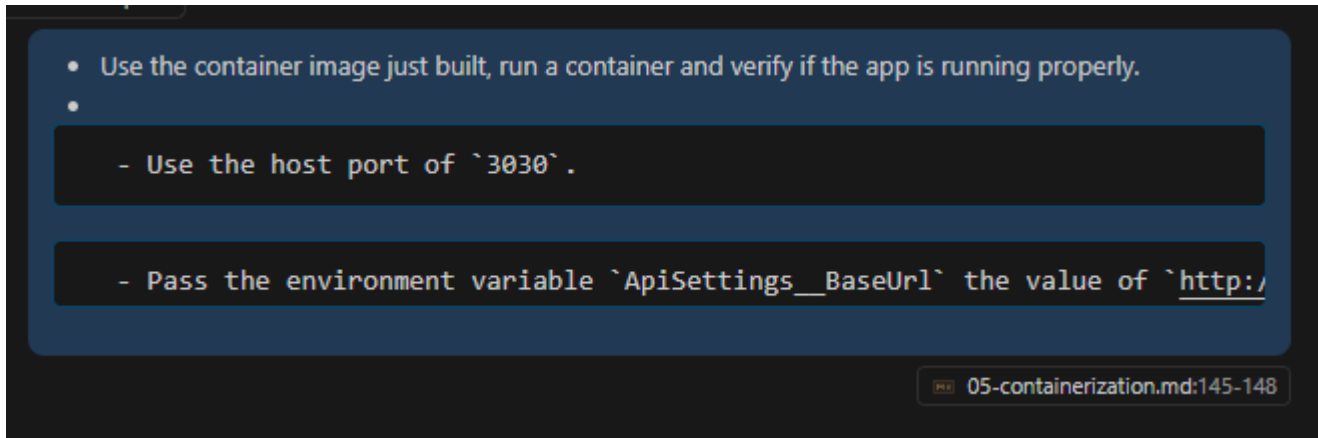 Use the container image just built, run a container and verify if the app is running properly.
- Use the host port of `3030`.
- Pass the environment variable `ApiSettings__BaseUrl` the value of `http:/
05-containerization.md:145-148